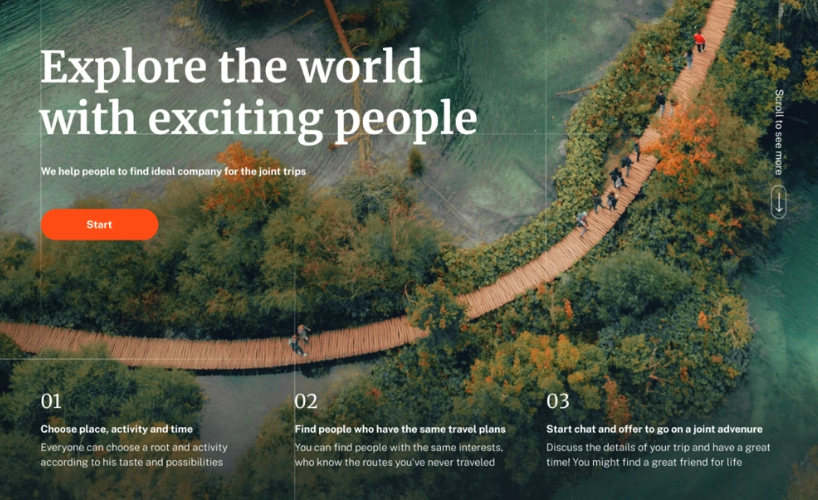 Explore the world
with exciting people
We help people to find ideal company for the joint trips
Start
Scroll to see more
01
Choose place, activity and time
Everyone can choose a root and activity
according to his taste and possibilities
02
Find people who have the same travel plans
You can find people with the same interests,
who know the routes you've never traveled
03
Start chat and offer to go on a joint advenure
Discuss the details of your trip and have a great
time! You might find a great friend for life